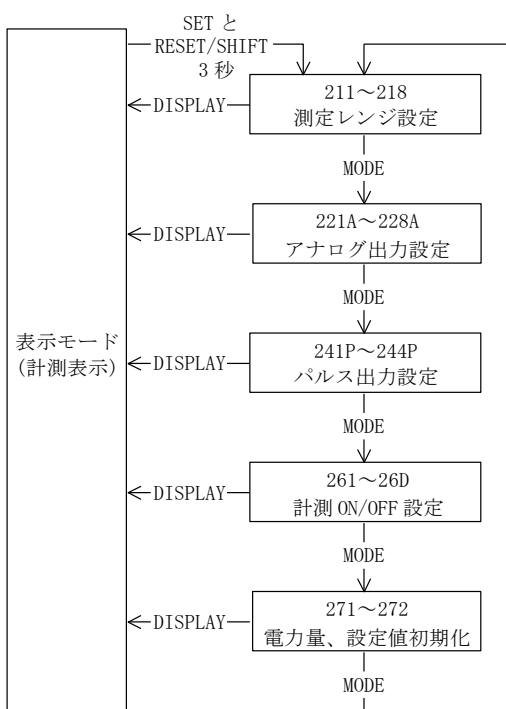 SET と
RESET/SHIFT
3 秒
211～218
測定レンジ設定
DISPLAY
MODE
221A～228A
アナログ出力設定
DISPLAY
MODE
表示モード
(計測表示)
241P～244P
パルス出力設定
DISPLAY
MODE
261～26D
計測 ON/OFF 設定
DISPLAY
MODE
271～272
電力量、設定値初期化
DISPLAY
MODE